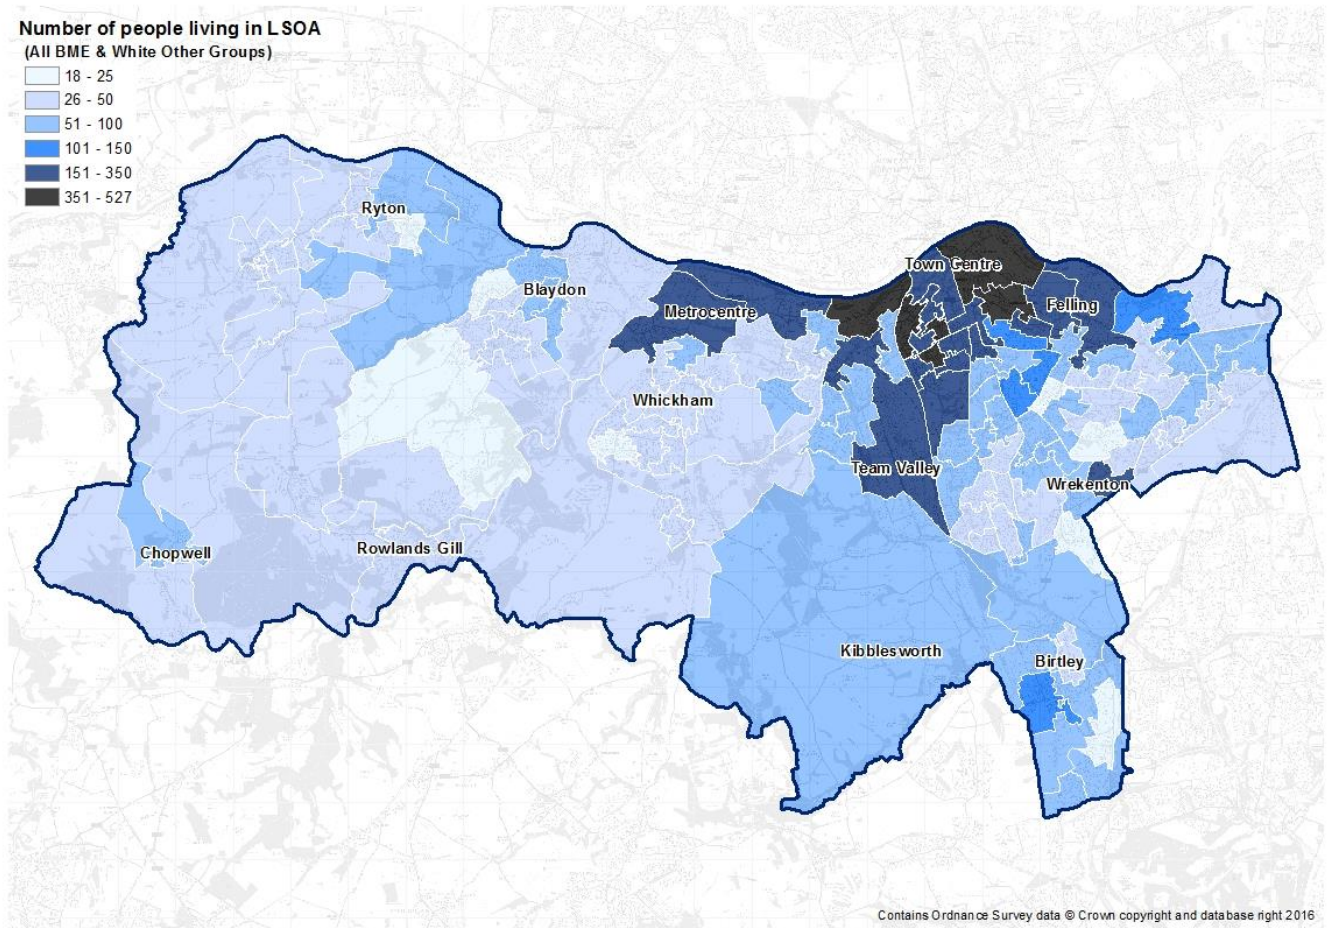 Number of people living in LSOA
(All BME & White Other Groups)
18 - 25
26 - 50
51 - 100
101 - 150
151 - 350
351 - 527
Ryton
Town Centre
Blaydon
Metrocentre
Felling
Whickham
Team Valley
Wrekenton
Chopwell
Rowlands Gill
Kibblesworth
Birtley
Contains Ordnance Survey data © Crown copyright and database right 2016